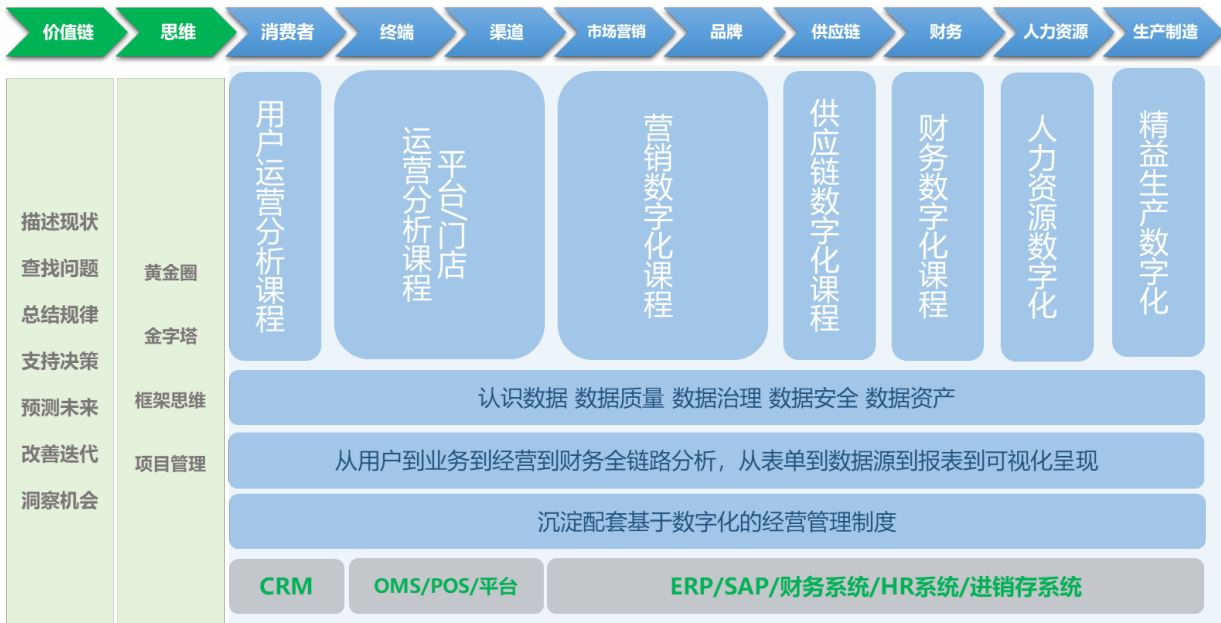 价值链
思维
消费者
终端
渠道
市场营销
品牌
供应链
财务
人力资源
生产制造
描述现状
查找问题
总结规律
支持决策
预测未来
改善迭代
洞察机会
黄金圈
金字塔
框架思维
项目管理
用户运营分析课程
平台/门店
运营分析课程
营销数字化课程
供应链数字化课程
财务数字化课程
人力资源数字化
精益生产数字化
认识数据 数据质量 数据治理 数据安全 数据资产
从用户到业务到经营到财务全链路分析，从表单到数据源到报表到可视化呈现
沉淀配套基于数字化的经营管理制度
CRM
OMS/POS/平台
ERP/SAP/财务系统/HR系统/进销存系统